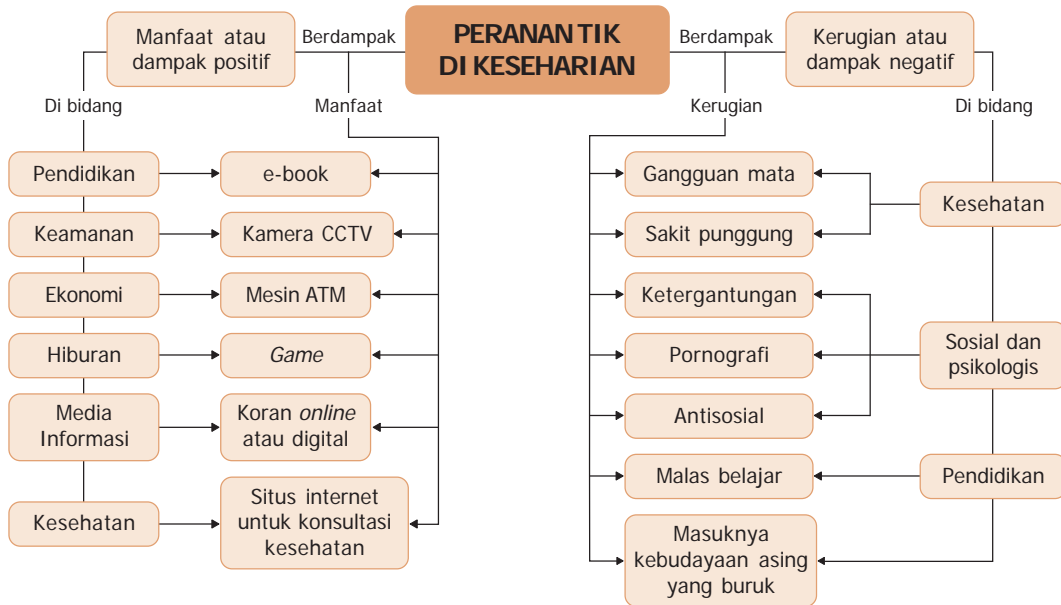 PERANAN TIK
DI KESEHARIAN
Manfaat atau
dampak positif
Berdampak
Berdampak
Kerugian atau
dampak negatif
Di bidang
Manfaat
Kerugian
Di bidang
Pendidikan
e-book
Keamanan
Kamera CCTV
Ekonomi
Mesin ATM
Hiburan
Game
Media
Informasi
Koran online
atau digital
Kesehatan
Situs internet
untuk konsultasi
kesehatan
Gangguan mata
Sakit punggung
Kesehatan
Ketergantungan
Pornografi
Antisosial
Sosial dan
psikologis
Malas belajar
Pendidikan
Masuknya
kebudayaan asing
yang buruk